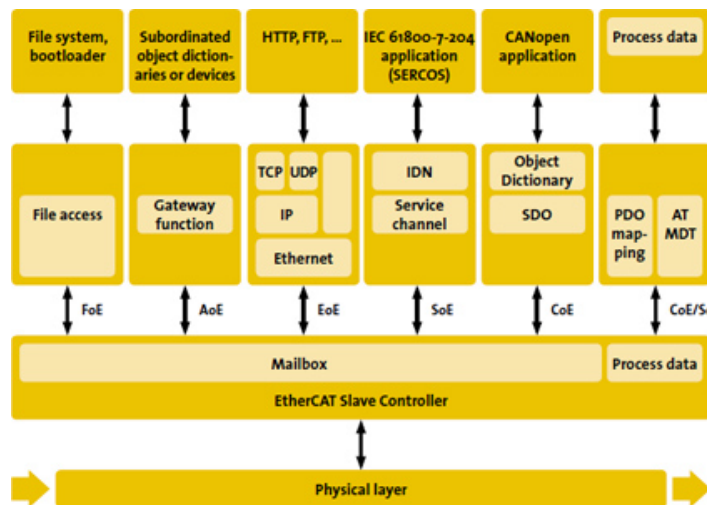 File system,
bootloader
Subordinated
object diction-
aries or devices
HTTP, FTP, ...
IEC 61800-7-204
application
(SERCOS)
CANopen
application
Process data
File access
Gateway
function
TCP
UDP
IP
Ethernet
IDN
Service
channel
Object
Dictionary
SDO
PDO
map-
ping
AT
MDT
FoE
AoE
EoE
SoE
CoE
CoE/S
Mailbox
Process data
EtherCAT Slave Controller
Physical layer